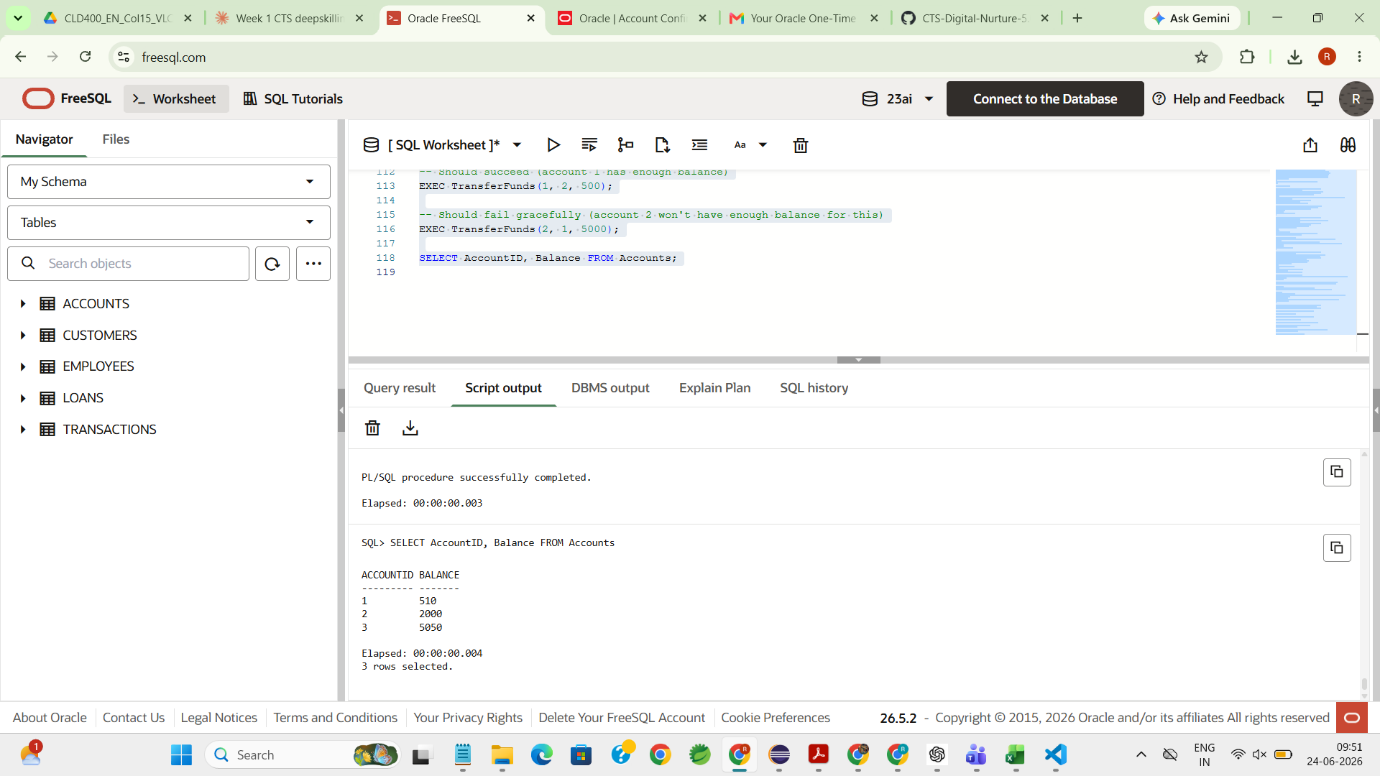 CLD400_EN_Col15_VLC
Week 1 CTS deepskillin
Oracle FreeSQL
Oracle | Account Confi
Your Oracle One-Time
CTS-Digital-Nurture-5.
Ask Gemini
freesql.com
R
FreeSQL
>_ Worksheet
SQL Tutorials
23ai
Connect to the Database
Help and Feedback
R
Navigator
Files
My Schema
Tables
Search objects
ACCOUNTS
CUSTOMERS
EMPLOYEES
LOANS
TRANSACTIONS
[ SQL Worksheet ]*
Aa
112 -- Should succeed (account 1 has enough balance)
113 EXEC TransferFunds(1, 2, 500);
114
115 -- Should fail gracefully (account 2 won't have enough balance for this)
116 EXEC TransferFunds(2, 1, 5000);
117
118 SELECT AccountID, Balance FROM Accounts;
119
Query result
Script output
DBMS output
Explain Plan
SQL history
PL/SQL procedure successfully completed.
Elapsed: 00:00:00.003
SQL> SELECT AccountID, Balance FROM Accounts
ACCOUNTID BALANCE
--------- -------
1 510
2 2000
3 5050
Elapsed: 00:00:00.004
3 rows selected.
About Oracle
Contact Us
Legal Notices
Terms and Conditions
Your Privacy Rights
Delete Your FreeSQL Account
Cookie Preferences
26.5.2 - Copyright © 2015, 2026 Oracle and/or its affiliates All rights reserved
1
Search
ENG
IN
09:51
24-06-2026